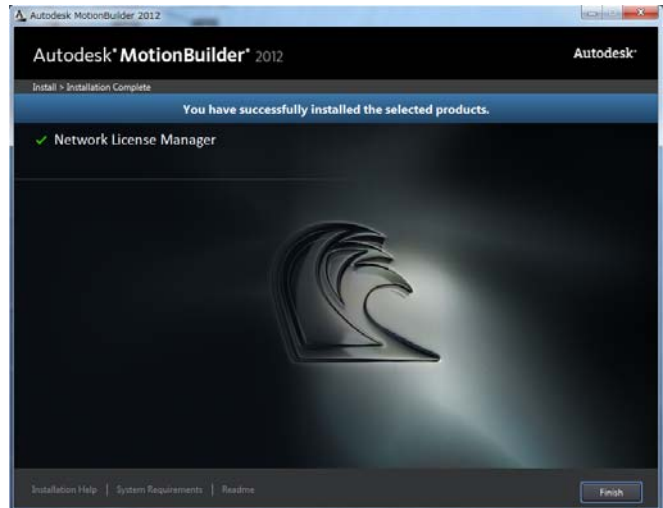 Autodesk MotionBuilder 2012
Autodesk® MotionBuilder® 2012
Autodesk®
Install > Installation Complete
You have successfully installed the selected products.
Network License Manager
Installation Help | System Requirements | Readme
Finish